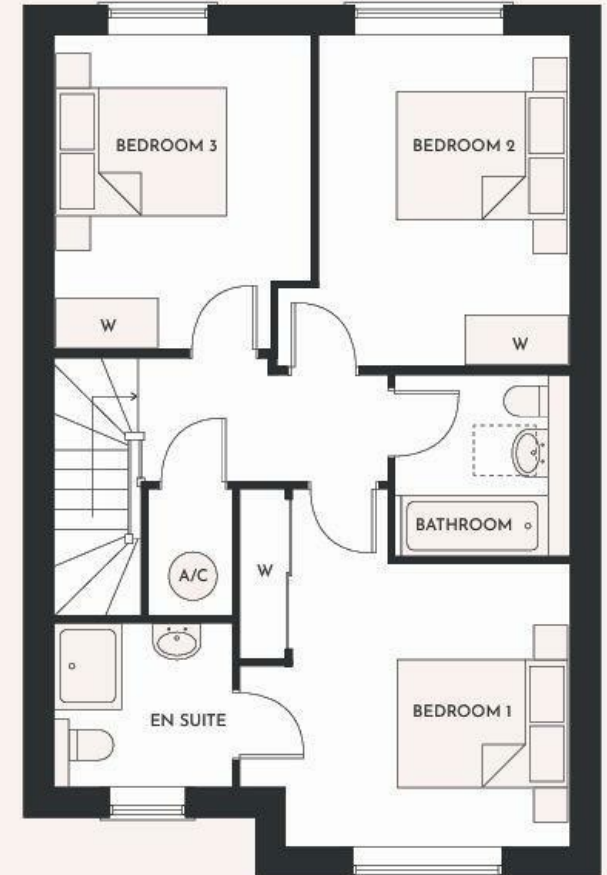 BEDROOM 3
BEDROOM 2
W
W
BATHROOM
A/C
W
EN SUITE
BEDROOM 1